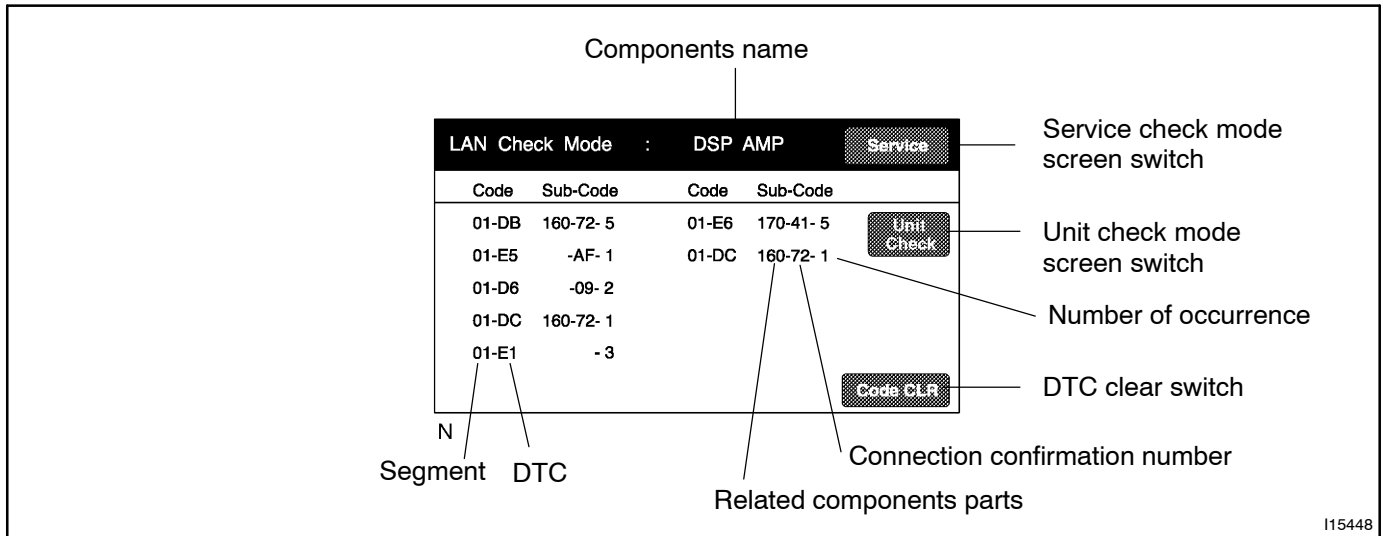 Components name
LAN Check Mode : DSP AMP Service
Service check mode
screen switch
Code Sub-Code Code Sub-Code
01-DB 160-72- 5 01-E6 170-41- 5
Unit
Check
Unit check mode
screen switch
01-E5 -AF- 1 01-DC 160-72- 1
01-D6 -09- 2
Number of occurrence
01-DC 160-72- 1
01-E1 - 3
Code CLR
DTC clear switch
N
Connection confirmation number
Segment DTC
Related components parts
I15448